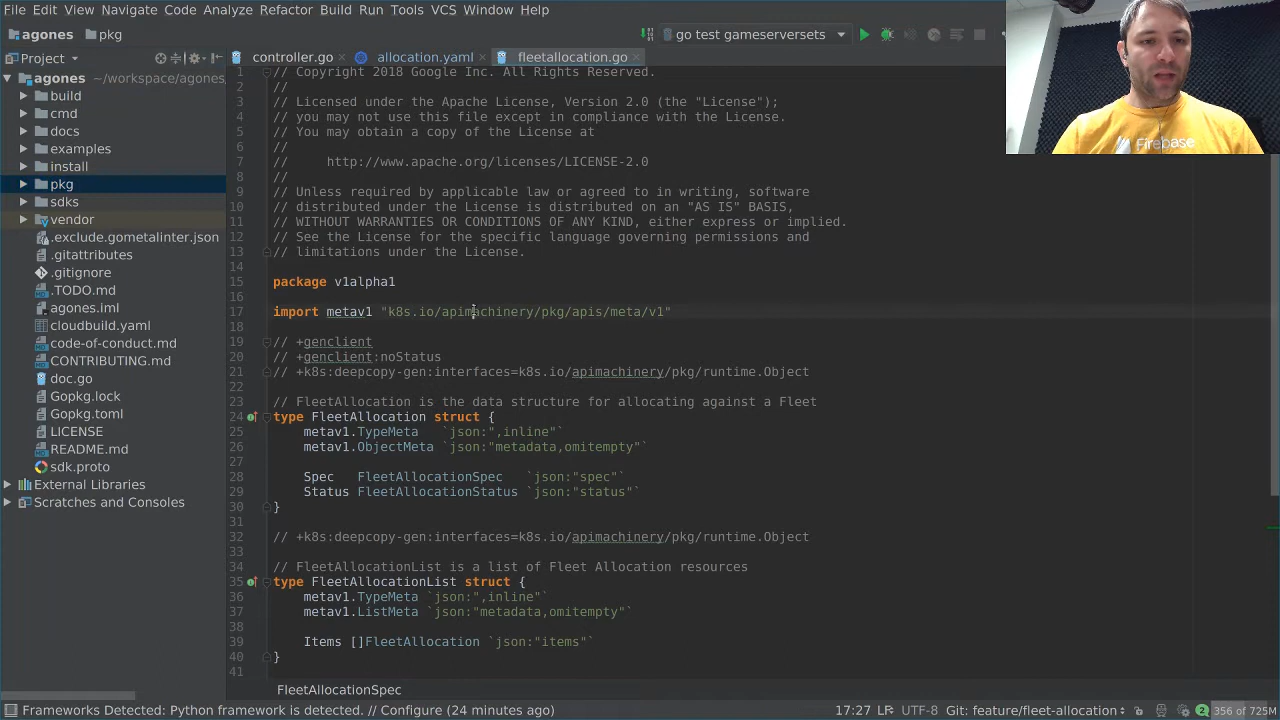 File Edit View Navigate Code Analyze Refactor Build Run Tools VCS Window Help
agones pkg go test gameserversets
Project controller.go allocation.yaml fleetallocation.go
agones ~/workspace/agones,
build
cmd
docs
examples
install
pkg
sdks
vendor
.exclude.gometalinter.json
.gitattributes
.gitignore
.TODO.md
agones.iml
cloudbuild.yaml
code-of-conduct.md
CONTRIBUTING.md
doc.go
Gopkg.lock
Gopkg.toml
LICENSE
README.md
sdk.proto
External Libraries
Scratches and Consoles
1 // Copyright 2018 Google Inc. All Rights Reserved.
2 //
3 // Licensed under the Apache License, Version 2.0 (the "License");
4 // you may not use this file except in compliance with the License.
5 // You may obtain a copy of the License at
6 //
7 //     http://www.apache.org/licenses/LICENSE-2.0
8 //
9 // Unless required by applicable law or agreed to in writing, software
10 // distributed under the License is distributed on an "AS IS" BASIS,
11 // WITHOUT WARRANTIES OR CONDITIONS OF ANY KIND, either express or implied.
12 // See the License for the specific language governing permissions and
13 // limitations under the License.
14
15 package v1alpha1
16
17 import metav1 "k8s.io/apimachinery/pkg/apis/meta/v1"
18
19 // +genclient
20 // +genclient:noStatus
21 // +k8s:deepcopy-gen:interfaces=k8s.io/apimachinery/pkg/runtime.Object
22
23 // FleetAllocation is the data structure for allocating against a Fleet
24 type FleetAllocation struct {
25     metav1.TypeMeta   `json:",inline"`
26     metav1.ObjectMeta `json:"metadata,omitempty"`
27
28     Spec   FleetAllocationSpec   `json:"spec"`
29     Status FleetAllocationStatus `json:"status"`
30 }
31
32 // +k8s:deepcopy-gen:interfaces=k8s.io/apimachinery/pkg/runtime.Object
33
34 // FleetAllocationList is a list of Fleet Allocation resources
35 type FleetAllocationList struct {
36     metav1.TypeMeta `json:",inline"`
37     metav1.ListMeta `json:"metadata,omitempty"`
38
39     Items []FleetAllocation `json:"items"`
40 }
41
FleetAllocationSpec
Firebase
Frameworks Detected: Python framework is detected. // Configure (24 minutes ago) 17:27 LF UTF-8 Git: feature/fleet-allocation 2 356 of 725M